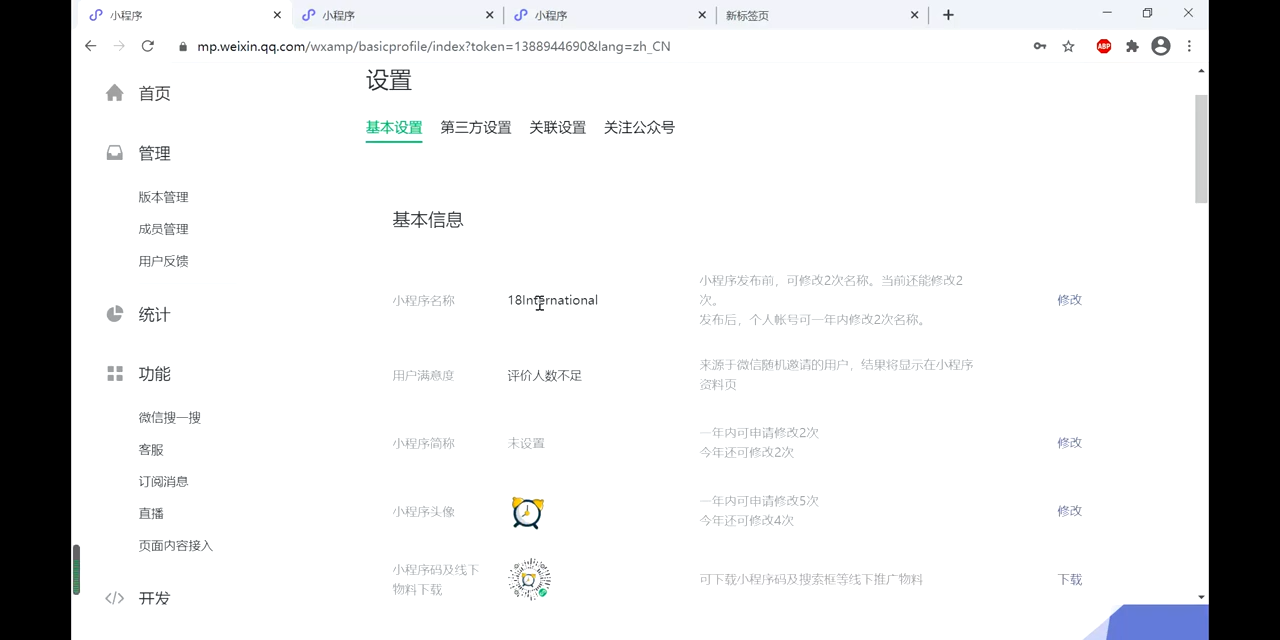 小程序
小程序
小程序
新标签页
mp.weixin.qq.com/wxamp/basicprofile/index?token=1388944690&lang=zh_CN
ABP
首页
管理
版本管理
成员管理
用户反馈
统计
功能
微信搜一搜
客服
订阅消息
直播
页面内容接入
开发
设置
基本设置 第三方设置 关联设置 关注公众号
基本信息
小程序名称
18International
小程序发布前，可修改2次名称。当前还能修改2
次。
发布后，个人帐号可一年内修改2次名称。
修改
用户满意度
评价人数不足
来源于微信随机邀请的用户，结果将显示在小程序
资料页
小程序简称
未设置
一年内可申请修改2次
今年还可修改2次
修改
小程序头像
一年内可申请修改5次
今年还可修改4次
修改
小程序码及线下
物料下载
可下载小程序码及搜索框等线下推广物料
下载